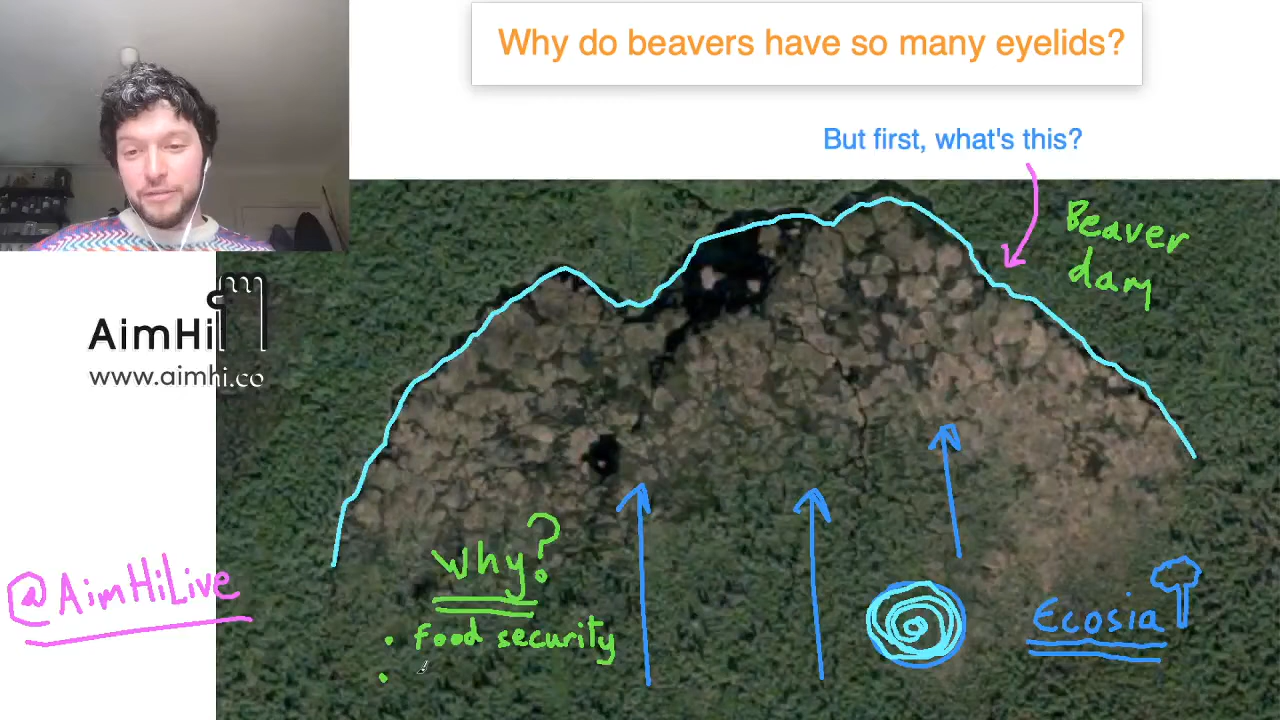 Why do beavers have so many eyelids?
But first, what's this?
Beaver
dam
AimHi
www.aimhi.co
Why?
@AimHiLive
• Food security
•
Ecosia